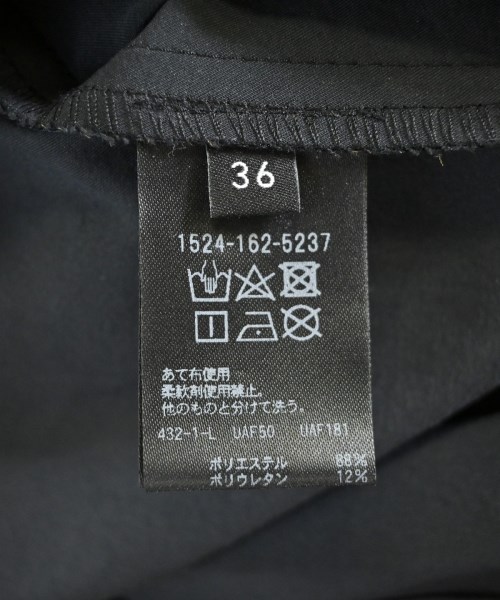 36
1524-162-5237
あて布使用
柔軟剤使用禁止。
他のものと分けて洗う。
432-1-L UAF50 UAF181
ポリエステル 88%
ポリウレタン 12%